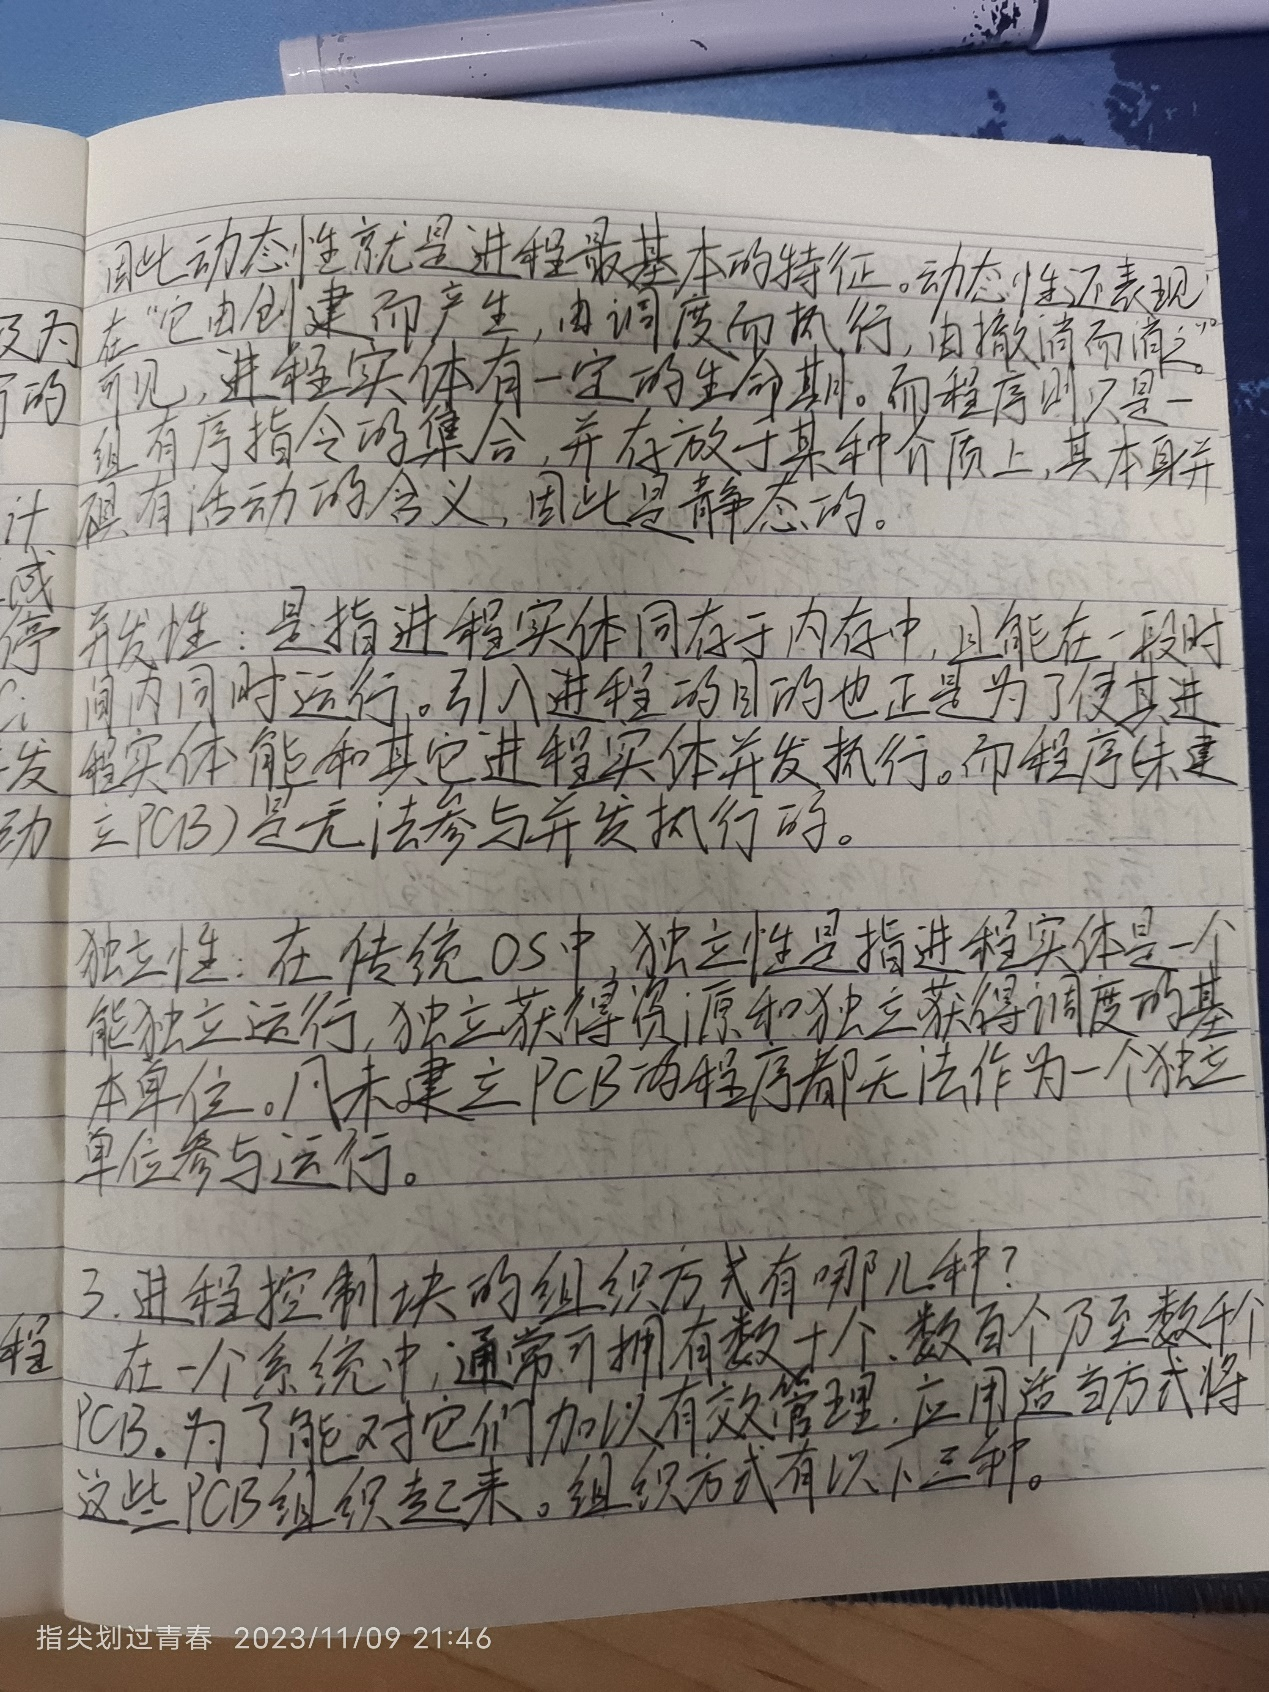 因此动态性就是进程最基本的特征。动态性还表现
在“它由创建而产生,由调度而执行,由撤消而消亡”。
可见,进程实体有一定的生命期。而程序则只是一
组有序指令的集合,并存放于某种介质上,其本身并
有活动的含义,因此是静态的。
并发性:是指进程实体同存于内存中,且能在一段时
间内同时运行。引入进程的目的也正是为了使其进
程实体能和其它进程实体并发执行。而程序(未建
立PCB)是无法参与并发执行的。
独立性:在传统OS中,独立性是指进程实体是一个
能独立运行,独立获得资源和独立获得调度的基
本单位。凡未建立PCB的程序都无法作为一个独立
单位参与运行。
3.进程控制块的组织方式有哪几种?
在一个系统中,通常可拥有数十个、数百个乃至数千个
PCB。为了能对它们加以有效管理,应用适当方式将
这些PCB组织起来。组织方式有以下三种。
及为
的
计
停
发
动
程
指尖划过青春 2023/11/09 21:46